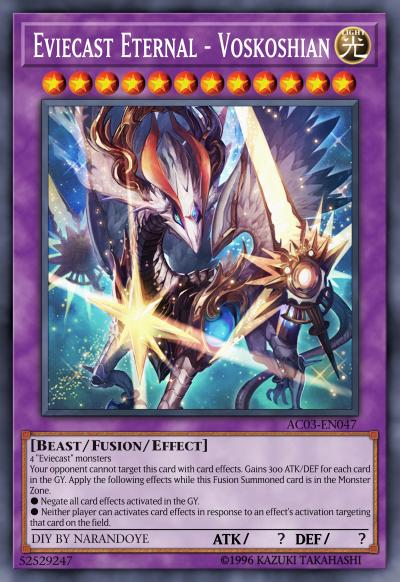 Eviecast Eternal - Voskoshian
LIGHT
光
AC03-EN047
[Beast/Fusion/Effect]
4 "Eviecast" monsters
Your opponent cannot target this card with card effects. Gains 300 ATK/DEF for each card
in the GY. Apply the following effects while this Fusion Summoned card is in the Monster
Zone.
● Negate all card effects activated in the GY.
● Neither player can activates card effects in response to an effect's activation targeting
that card on the field.
DIY BY NARANDOYE ATK/ ? DEF/ ?
52529247 ©1996 KAZUKI TAKAHASHI